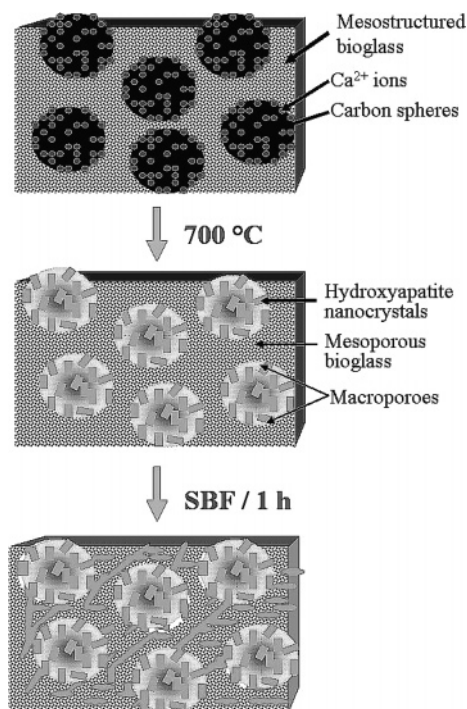 Mesostructured
bioglass
Ca²⁺ ions
Carbon spheres
700 °C
Hydroxyapatite
nanocrystals
Mesoporous
bioglass
Macroporoes
SBF / 1 h